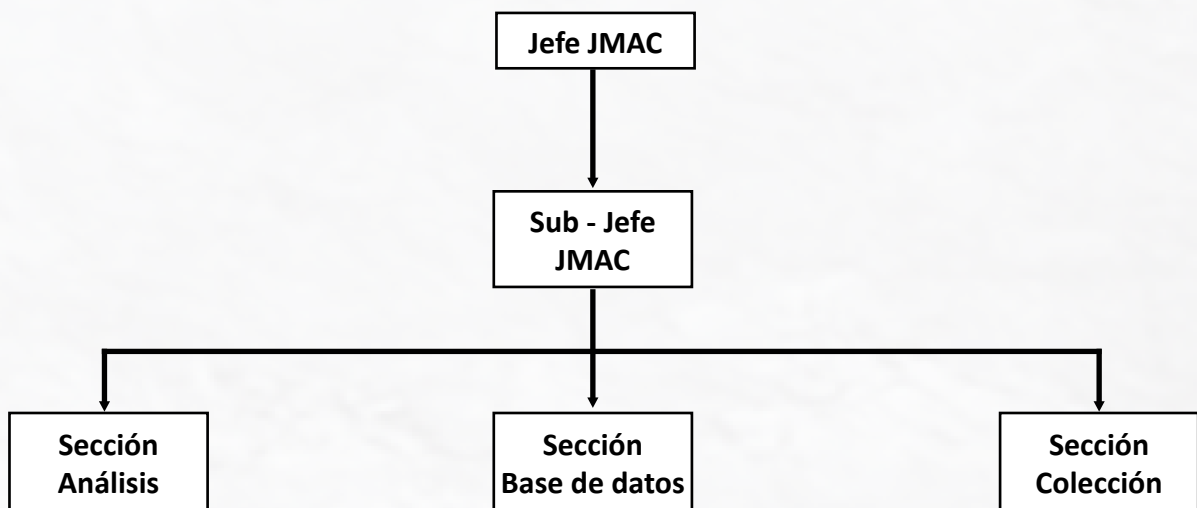 Jefe JMAC
Sub - Jefe
JMAC
Sección
Análisis
Sección
Base de datos
Sección
Colección